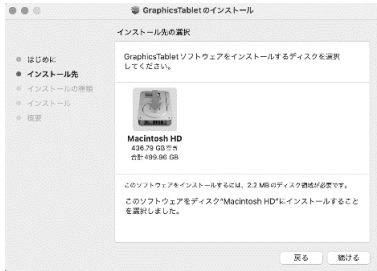 GraphicsTablet のインストール
インストール先の選択
はじめに
インストール先
インストールの種類
インストール
概要
GraphicsTablet ソフトウェアをインストールするディスクを選択
してください。
Macintosh HD
436.79 GB 空き
合計 499.96 GB
このソフトウェアをインストールするには、2.2 MB のディスク領域が必要です。
このソフトウェアをディスク“Macintosh HD”にインストールすること
を選択しました。
戻る
続ける